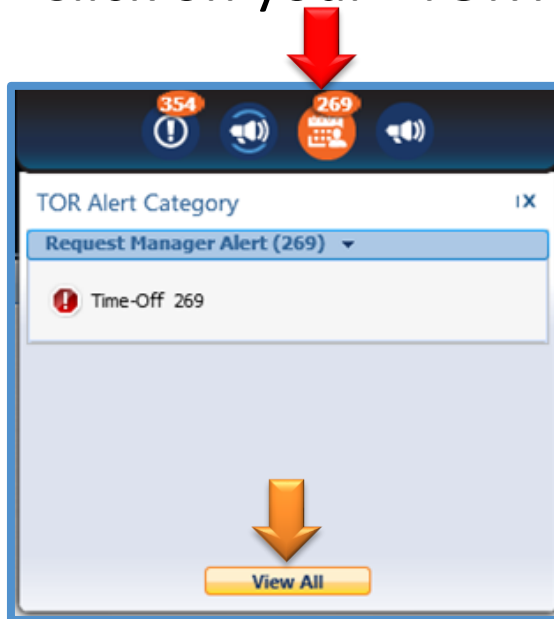 354 269
TOR Alert Category
Request Manager Alert (269)
Time-Off 269
View All